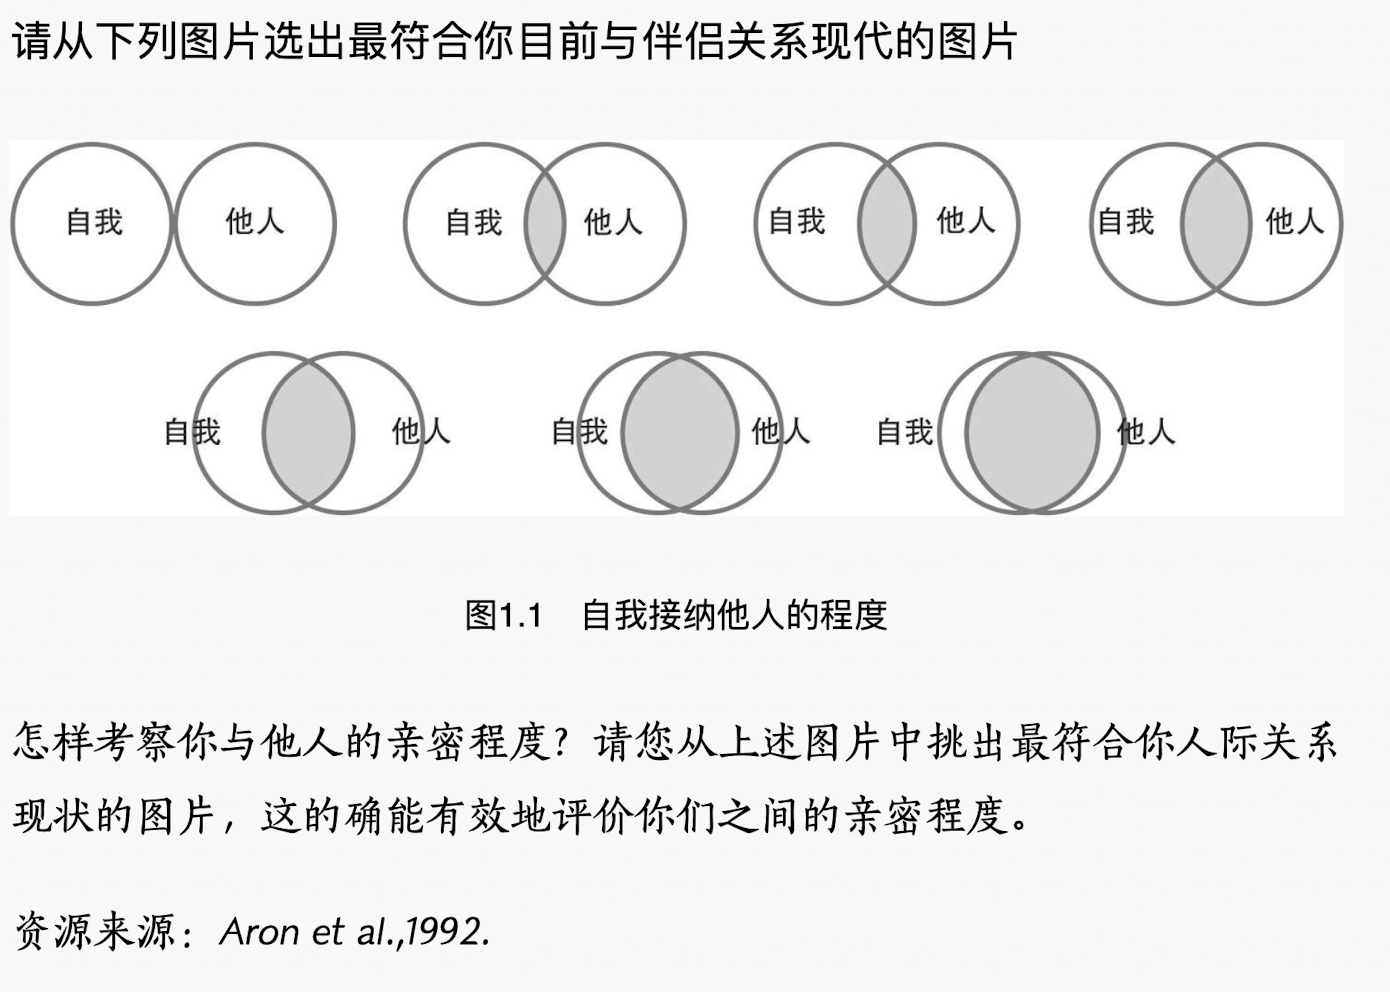 请从下列图片选出最符合你目前与伴侣关系现代的图片
自我 他人 自我 他人 自我 他人 自我 他人
自我 他人 自我 他人 自我 他人
图1.1 自我接纳他人的程度
怎样考察你与他人的亲密程度？请您从上述图片中挑出最符合你人际关系
现状的图片，这的确能有效地评价你们之间的亲密程度。
资源来源：Aron et al.,1992.